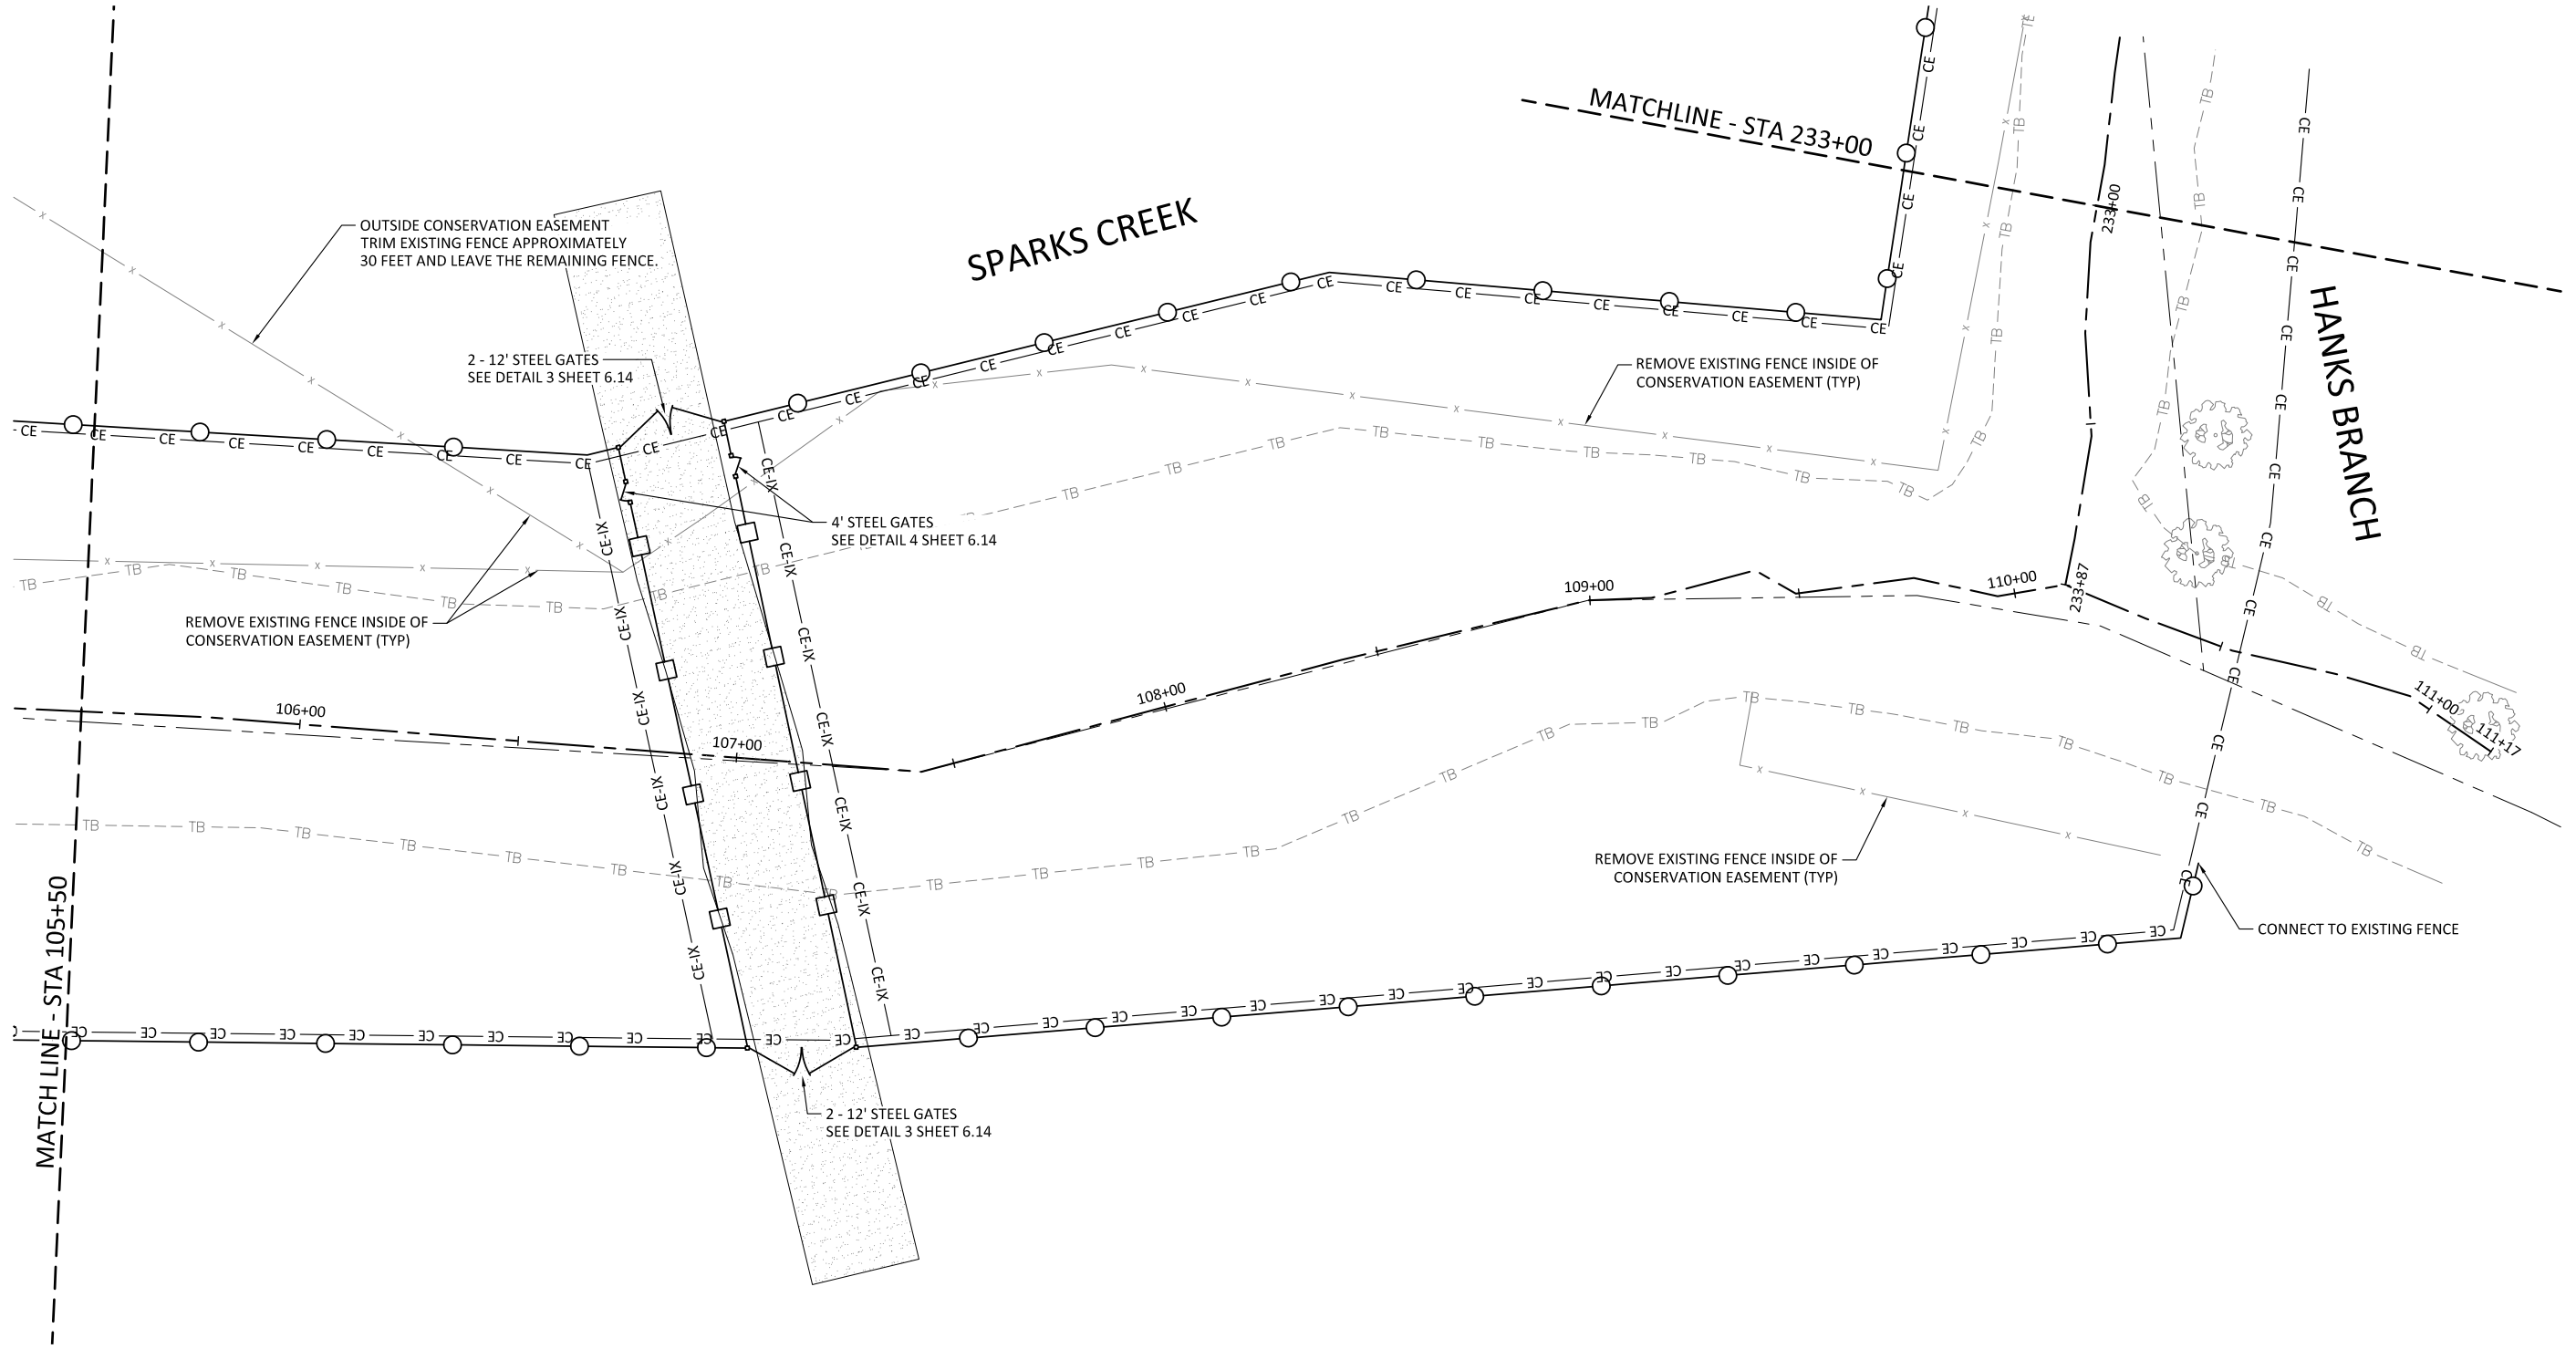 MATCHLINE - STA 233+00
233+00
OUTSIDE CONSERVATION EASEMENT
TRIM EXISTING FENCE APPROXIMATELY
30 FEET AND LEAVE THE REMAINING FENCE.
SPARKS CREEK
HANKS BRANCH
2 - 12' STEEL GATES
SEE DETAIL 3 SHEET 6.14
REMOVE EXISTING FENCE INSIDE OF
CONSERVATION EASEMENT (TYP)
4' STEEL GATES
SEE DETAIL 4 SHEET 6.14
REMOVE EXISTING FENCE INSIDE OF
CONSERVATION EASEMENT (TYP)
106+00
107+00
108+00
109+00
110+00
233+87
111+00
111+17
REMOVE EXISTING FENCE INSIDE OF
CONSERVATION EASEMENT (TYP)
CONNECT TO EXISTING FENCE
MATCH LINE - STA 105+50
2 - 12' STEEL GATES
SEE DETAIL 3 SHEET 6.14
CE
CE-IX
TB
x